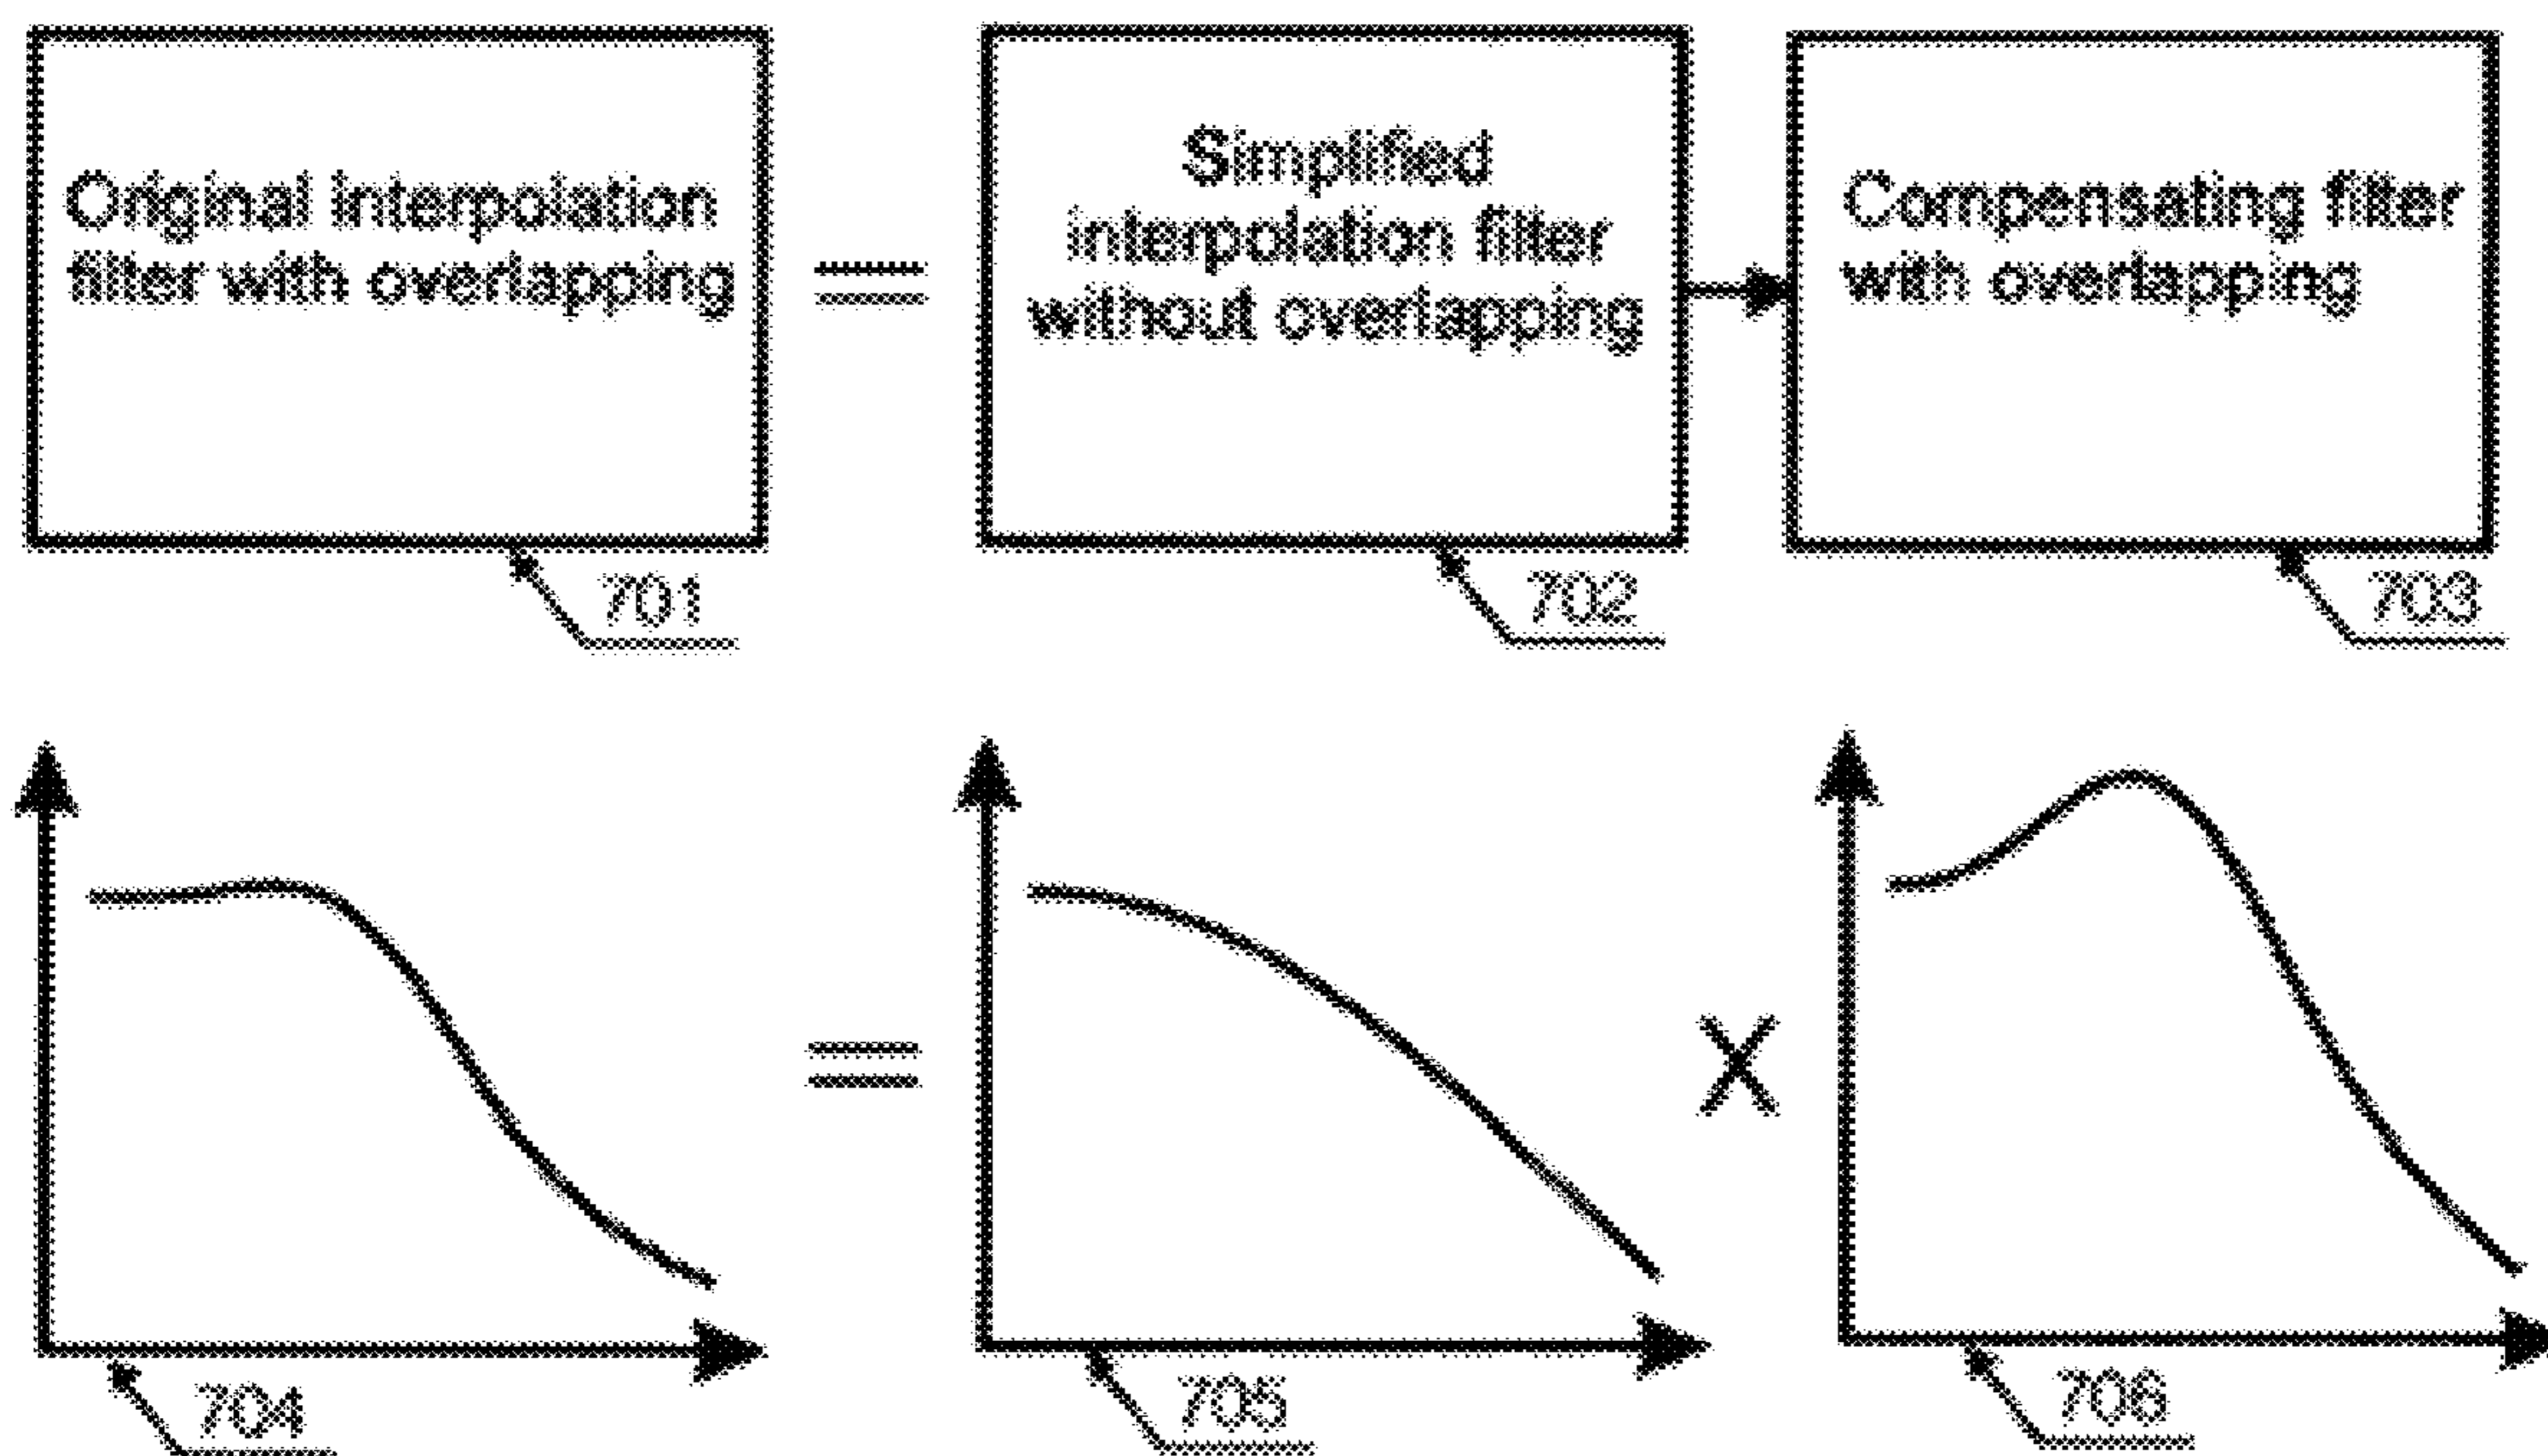 Original interpolation
filter with overlapping
=
Simplified
interpolation filter
without overlapping
Compensating filter
with overlapping
701
702
703
=
X
704
705
706